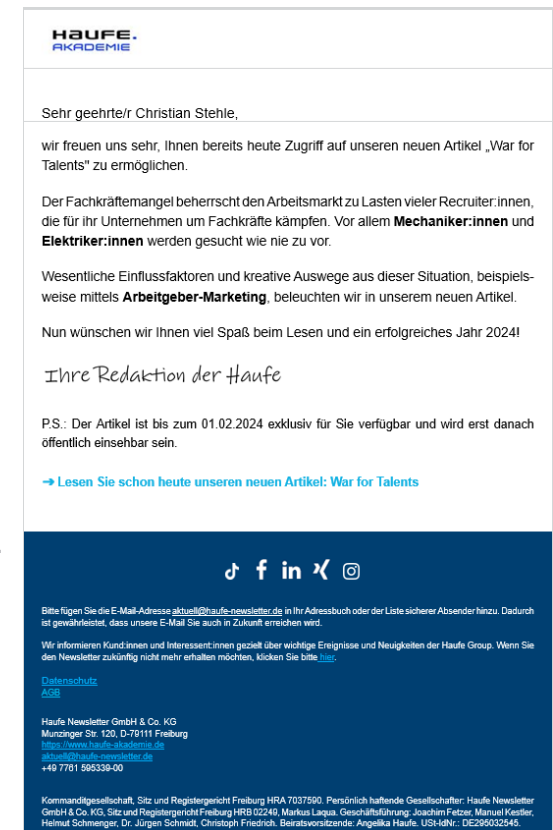 HAUFE.
AKADEMIE
Sehr geehrte/r Christian Stehle,
wir freuen uns sehr, Ihnen bereits heute Zugriff auf unseren neuen Artikel „War for
Talents" zu ermöglichen.
Der Fachkräftemangel beherrscht den Arbeitsmarkt zu Lasten vieler Recruiter:innen,
die für ihr Unternehmen um Fachkräfte kämpfen. Vor allem Mechaniker:innen und
Elektriker:innen werden gesucht wie nie zu vor.
Wesentliche Einflussfaktoren und kreative Auswege aus dieser Situation, beispiels-
weise mittels Arbeitgeber-Marketing, beleuchten wir in unserem neuen Artikel.
Nun wünschen wir Ihnen viel Spaß beim Lesen und ein erfolgreiches Jahr 2024!
Ihre Redaktion der Haufe
P.S.: Der Artikel ist bis zum 01.02.2024 exklusiv für Sie verfügbar und wird erst danach
öffentlich einsehbar sein.
➔ Lesen Sie schon heute unseren neuen Artikel: War for Talents
Bitte fügen Sie die E-Mail-Adresse aktuell@haufe-newsletter.de in Ihr Adressbuch oder der Liste sicherer Absender hinzu. Dadurch
ist gewährleistet, dass unsere E-Mail Sie auch in Zukunft erreichen wird.
Wir informieren Kund:innen und Interessent:innen gezielt über wichtige Ereignisse und Neuigkeiten der Haufe Group. Wenn Sie
den Newsletter zukünftig nicht mehr erhalten möchten, klicken Sie bitte hier.
Datenschutz
AGB
Haufe Newsletter GmbH & Co. KG
Munzinger Str. 120, D-79111 Freiburg
https://www.haufe-akademie.de
aktuell@haufe-newsletter.de
+49 7761 595339-00
Kommanditgesellschaft, Sitz und Registergericht Freiburg HRA 7037590. Persönlich haftende Gesellschafter: Haufe Newsletter
GmbH & Co. KG, Sitz und Registergericht Freiburg HRB 02249, Markus Laqua. Geschäftsführung: Joachim Fetzer, Manuel Kestler,
Helmut Schmenger, Dr. Jürgen Schmidt, Christoph Friedrich. Beiratsvorsitzende: Angelika Haufe. USt-IdNr.: DE295032545.